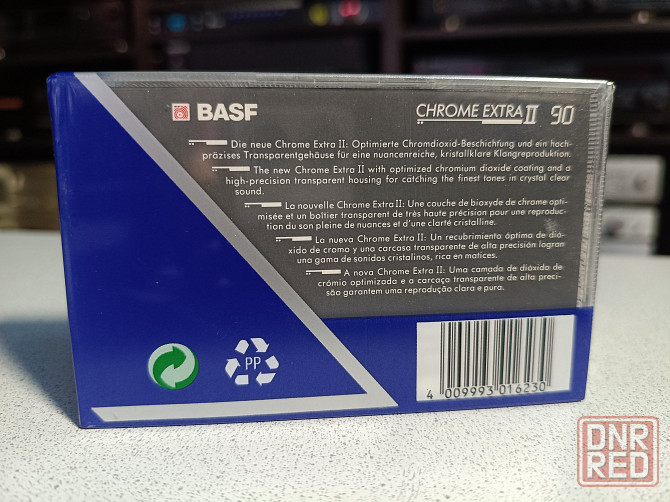 BASF
CHROME EXTRA II 90
Die neue Chrome Extra II: Optimierte Chromdioxid-Beschichtung und ein hoch-
präzises Transparentgehäuse für eine nuancenreiche, kristallklare Klangreproduktion.
The new Chrome Extra II with optimized chromium dioxide coating and a
high-precision transparent housing for catching the finest tones in crystal clear
sound.
La nouvelle Chrome Extra II: Une couche de bioxyde de chrome opti-
misée et un boîtier transparent de très haute précision pour une reproduc-
tion du son pleine de nuances et d'une clarté cristalline.
La nueva Chrome Extra II: Un recubrimiento óptima de dió-
xido de cromo y una carcasa transparente de alta precisión logran
una gama de sonidos cristalinos, rica en matices.
A nova Chrome Extra II: Uma camada de dióxido de
crómio optimizado e a carcaça transparente de alta preci-
são garantem uma reprodução clara e pura.
PP
4 009993 016230
DNR
RED